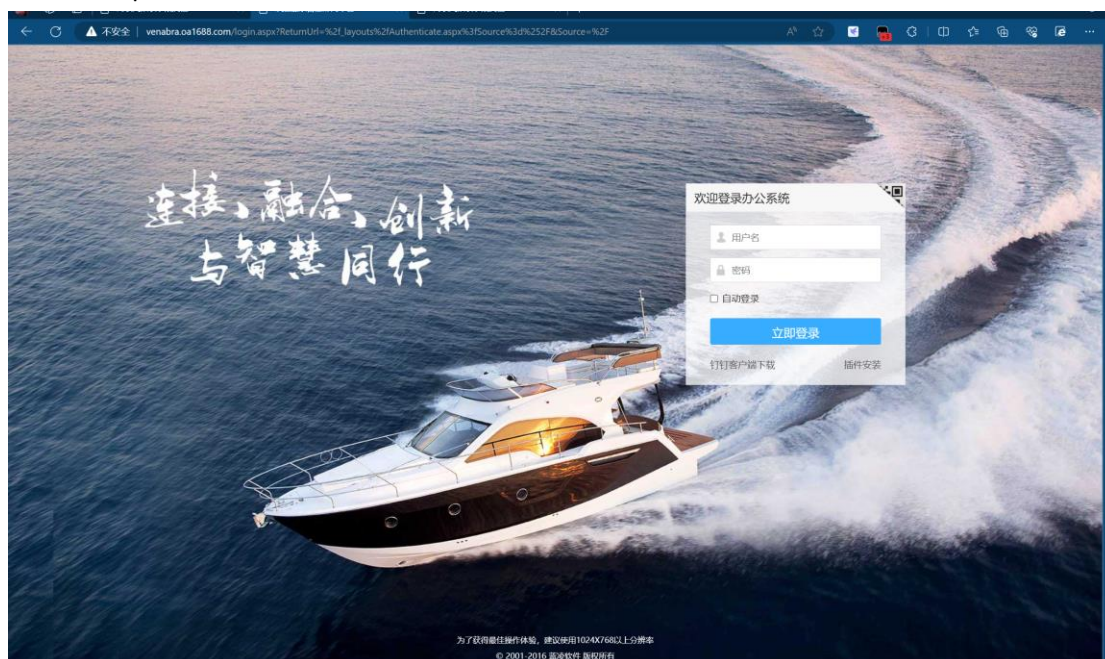 不安全 venabra.oa1688.com/login.aspx?ReturnUrl=%2f_layouts%2fAuthenticate.aspx%3fSource%3d%252F&Source=%2F
连接、融合、创新
与智慧同行
欢迎登录办公系统
用户名
密码
自动登录
立即登录
钉钉客户端下载 插件安装
为了获得最佳操作体验，建议使用1024X768以上分辨率
© 2001-2016 蓝凌软件 版权所有